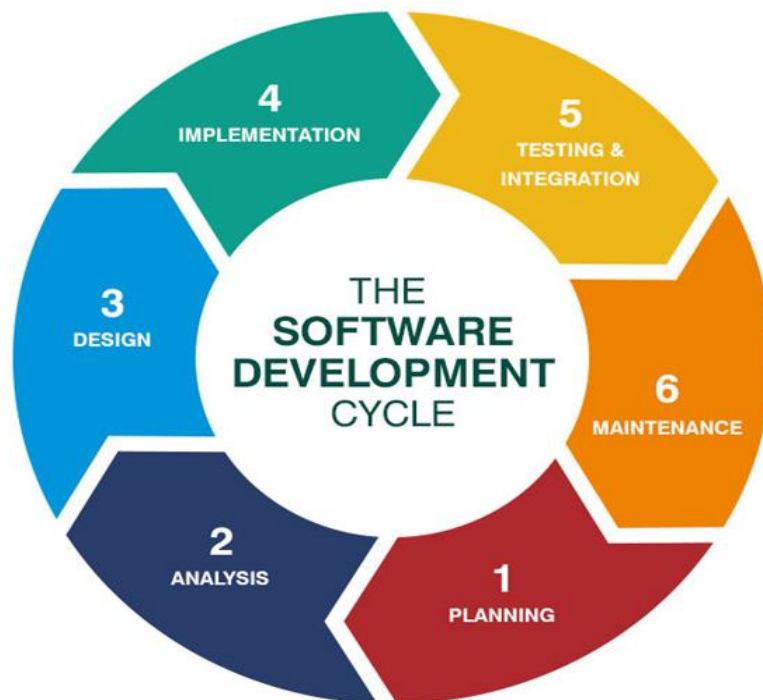 THE
SOFTWARE
DEVELOPMENT
CYCLE
1
PLANNING
2
ANALYSIS
3
DESIGN
4
IMPLEMENTATION
5
TESTING &
INTEGRATION
6
MAINTENANCE